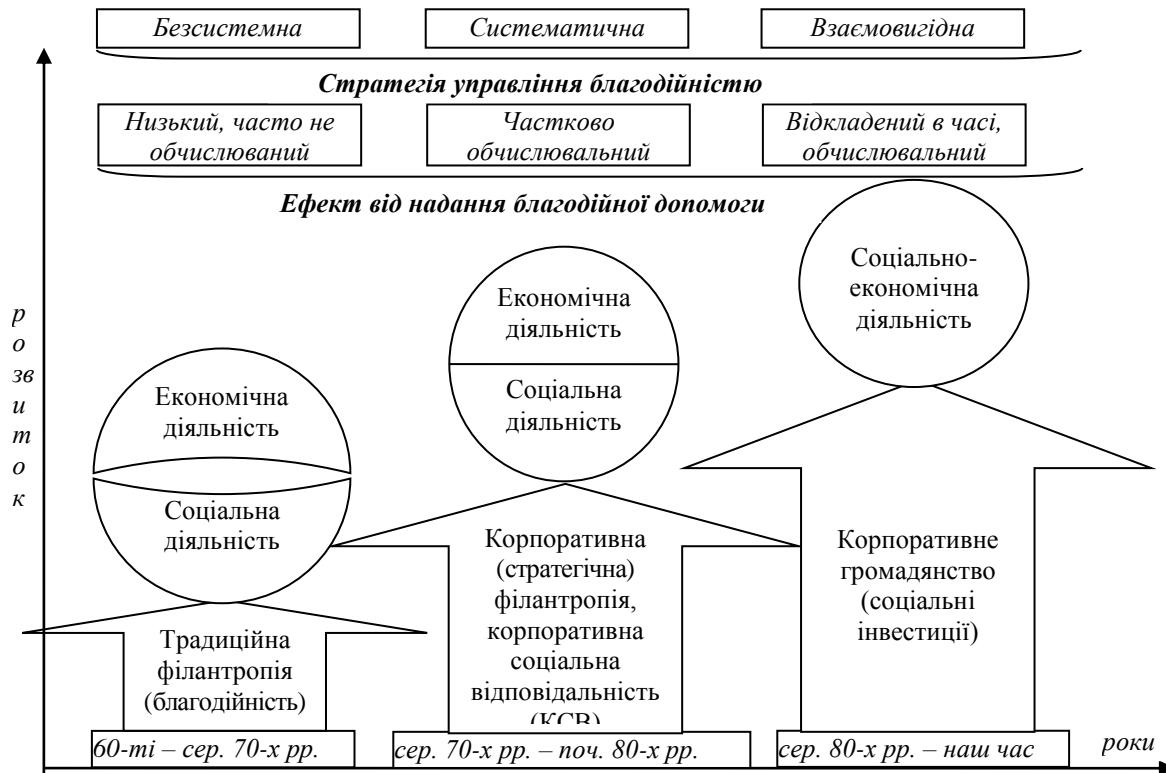 Безсистемна
Систематична
Взаємовигідна
Стратегія управління благодійністю
Низький, часто не
обчислюваний
Частково
обчислювальний
Відкладений в часі,
обчислювальний
Ефект від надання благодійної допомоги
р
о
зв
и
т
о
к
Економічна
діяльність
Соціальна
діяльність
Економічна
діяльність
Соціальна
діяльність
Соціально-
економічна
діяльність
Традиційна
філантропія
(благодійність)
Корпоративна
(стратегічна)
філантропія,
корпоративна
соціальна
відповідальність
(КСВ)
Корпоративне
громадянство
(соціальні
інвестиції)
60-ті – сер. 70-х рр.
сер. 70-х рр. – поч. 80-х рр.
сер. 80-х рр. – наш час
роки